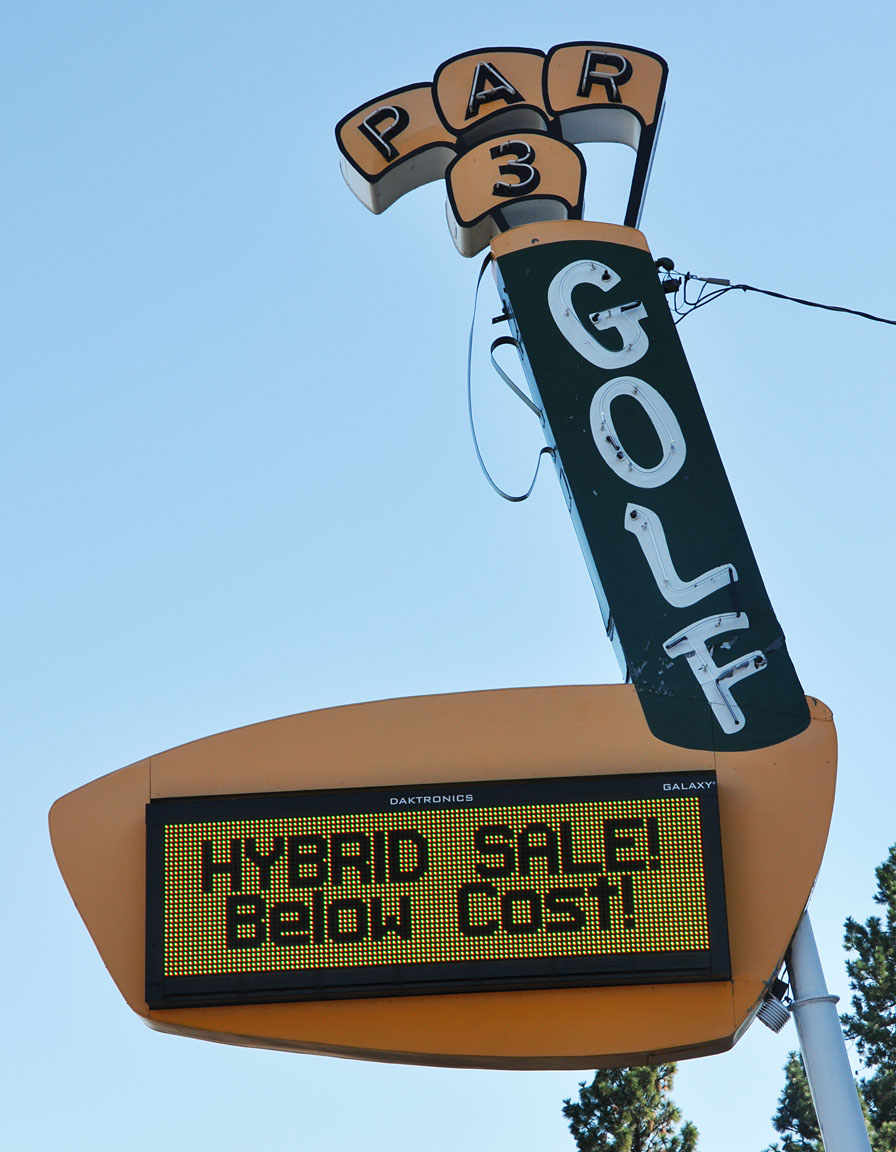 PAR
3
GOLF
DAKTRONICS GALAXY®
HYBRID SALE!
Below Cost!